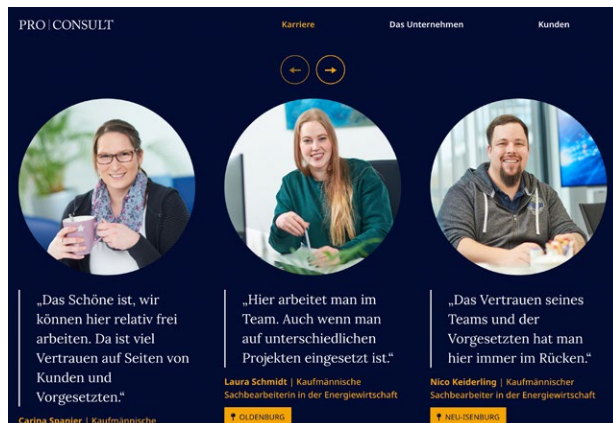 PRO|CONSULT
Karriere
Das Unternehmen
Kunden
„Das Schöne ist, wir
können hier relativ frei
arbeiten. Da ist viel
Vertrauen auf Seiten von
Kunden und
Vorgesetzten.“
Carina Spanier | Kaufmännische
„Hier arbeitet man im
Team. Auch wenn man
auf unterschiedlichen
Projekten eingesetzt ist.“
Laura Schmidt | Kaufmännische
Sachbearbeiterin in der Energiewirtschaft
OLDENBURG
„Das Vertrauen seines
Teams und der
Vorgesetzten hat man
hier immer im Rücken.“
Nico Keiderling | Kaufmännischer
Sachbearbeiter in der Energiewirtschaft
NEU-ISENBURG